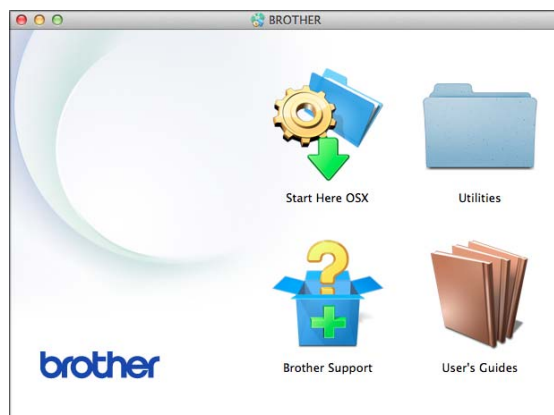 BROTHER
Start Here OSX
Utilities
Brother Support
User's Guides
brother